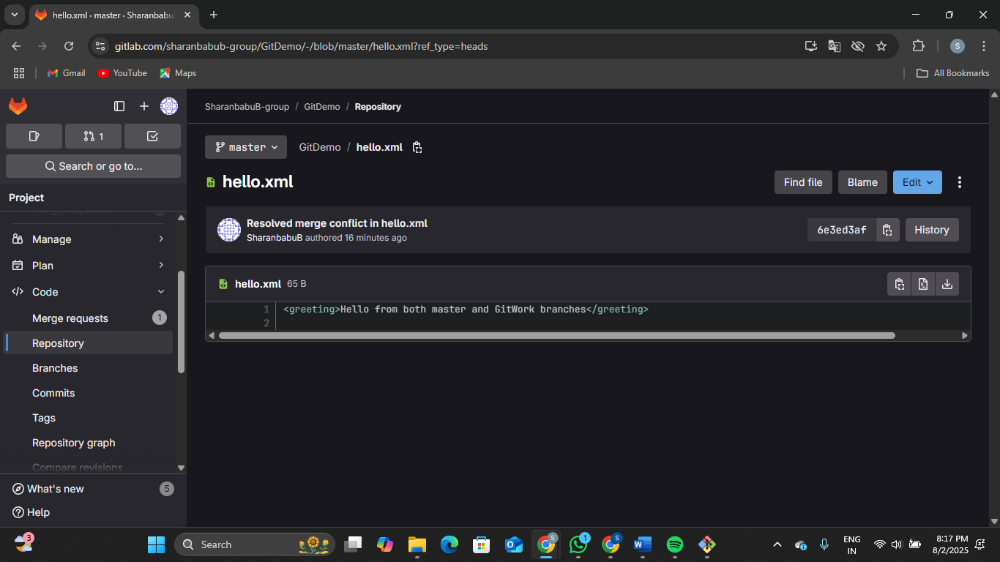 hello.xml · master · Sharanbabu
gitlab.com/sharanbabub-group/GitDemo/-/blob/master/hello.xml?ref_type=heads
S
Gmail
YouTube
Maps
All Bookmarks
1
Search or go to...
Project
Manage
Plan
Code
Merge requests 1
Repository
Branches
Commits
Tags
Repository graph
Compare revisions
What's new 5
Help
SharanbabuB-group / GitDemo / Repository
master
GitDemo / hello.xml
hello.xml
Find file
Blame
Edit
Resolved merge conflict in hello.xml
SharanbabuB authored 16 minutes ago
6e3ed3af
History
hello.xml 65 B
1 <greeting>Hello from both master and GitWork branches</greeting>
2
3
Search
S
1
S
ENG
IN
8:17 PM
8/2/2025